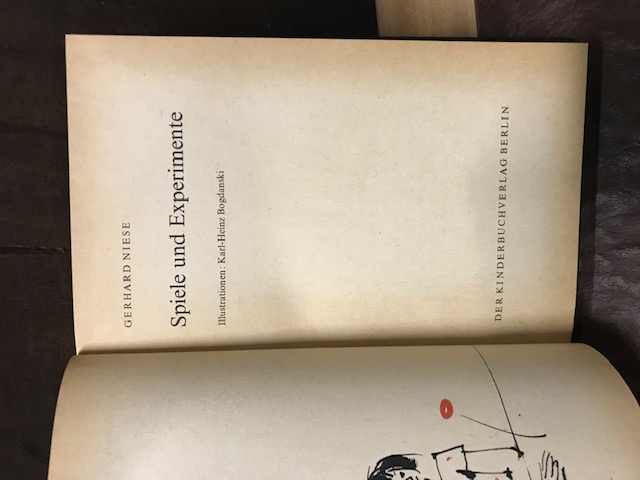 GERHARD NIESE
Spiele und Experimente
Illustrationen: Karl-Heinz Bogdanski
DER KINDERBUCHVERLAG BERLIN